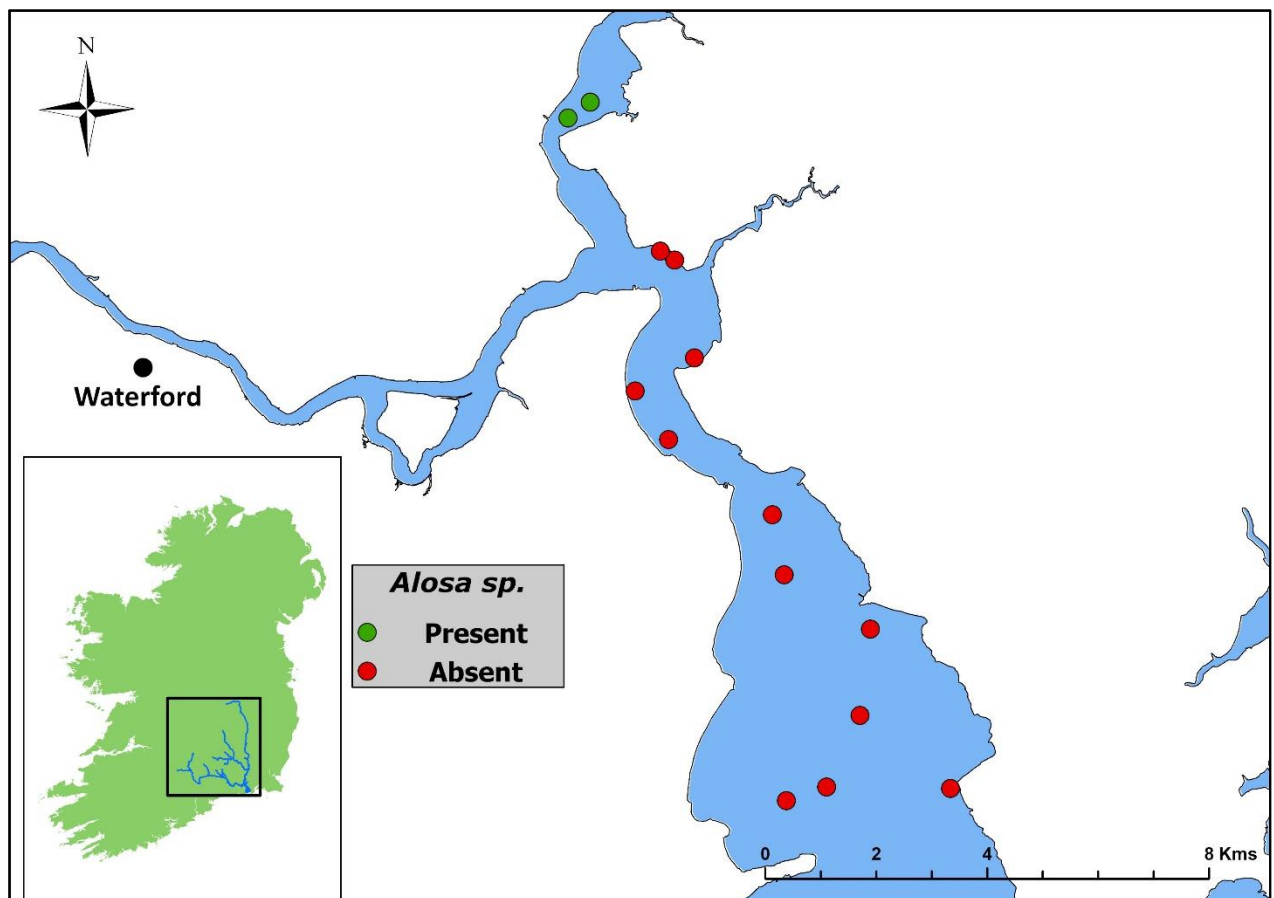 N
Waterford
Alosa sp.
Present
Absent
0 2 4 8 Kms